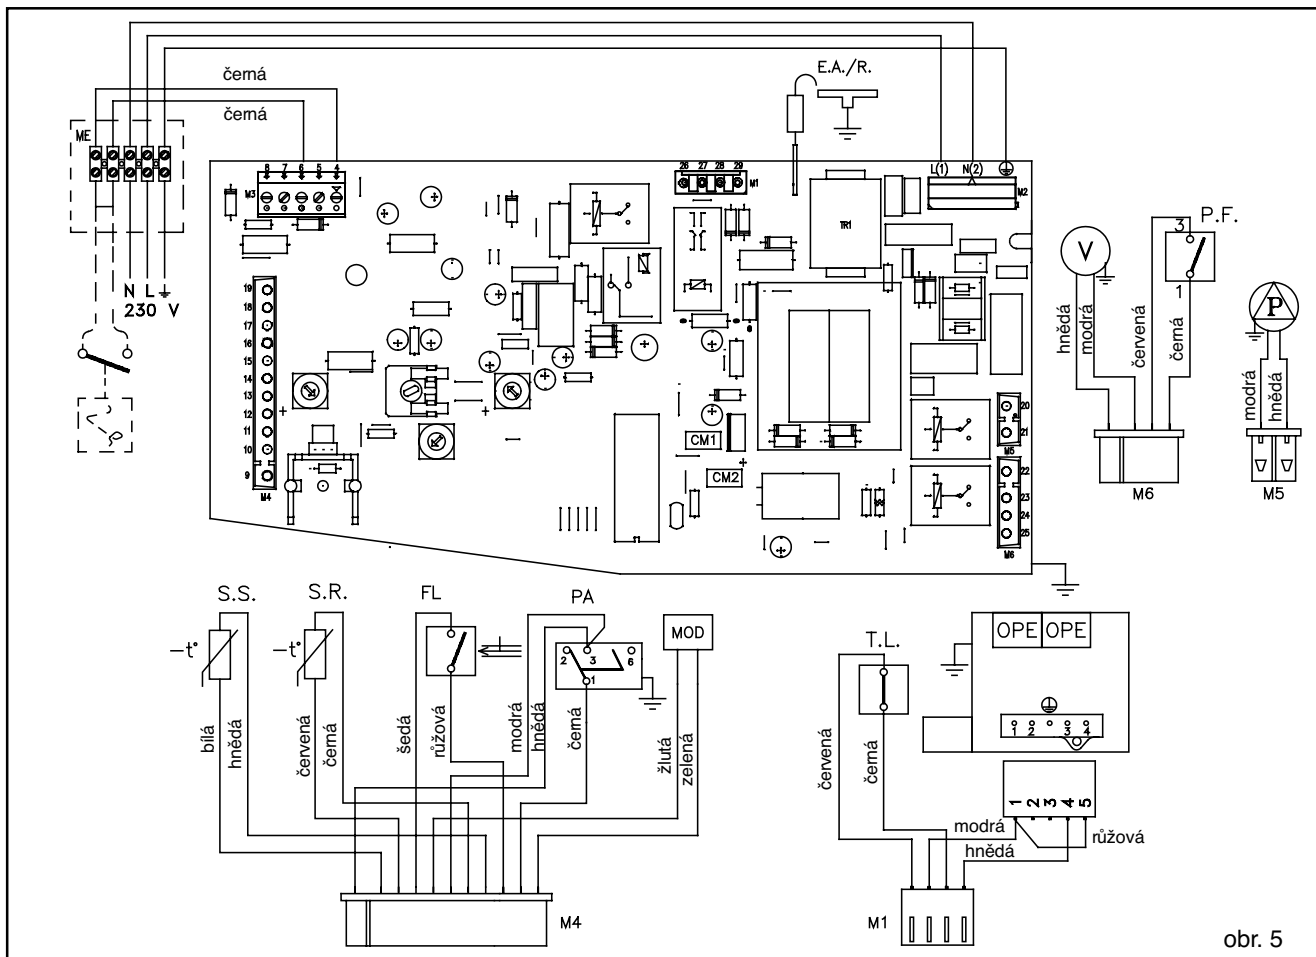 černá
černá
ME
N L
230 V
E.A./R.
8 7 6 5 4
M3
26 27 28 29
M1
L(1) N(2)
M2
TR1
19
18
17
16
15
14
13
12
11
10
9
M4
CM1
CM2
20
21
M5
22
23
24
25
M6
V
hnědá
modrá
červená
černá
3
P.F.
1
M6
P
modrá
hnědá
M5
S.S.
-t°
bílá
hnědá
S.R.
-t°
červená
černá
FL
šedá
růžová
PA
2 3 6
1
modrá
hnědá
černá
MOD
žlutá
zelená
M4
T.L.
červená
černá
OPE OPE
1 2 3 4
1 2 3 4 5
modrá
hnědá
růžová
M1
obr. 5